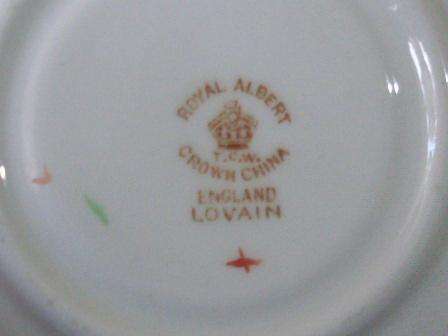 ROYAL ALBERT
T.C.W.
CROWN CHINA
ENGLAND
LOVAIN